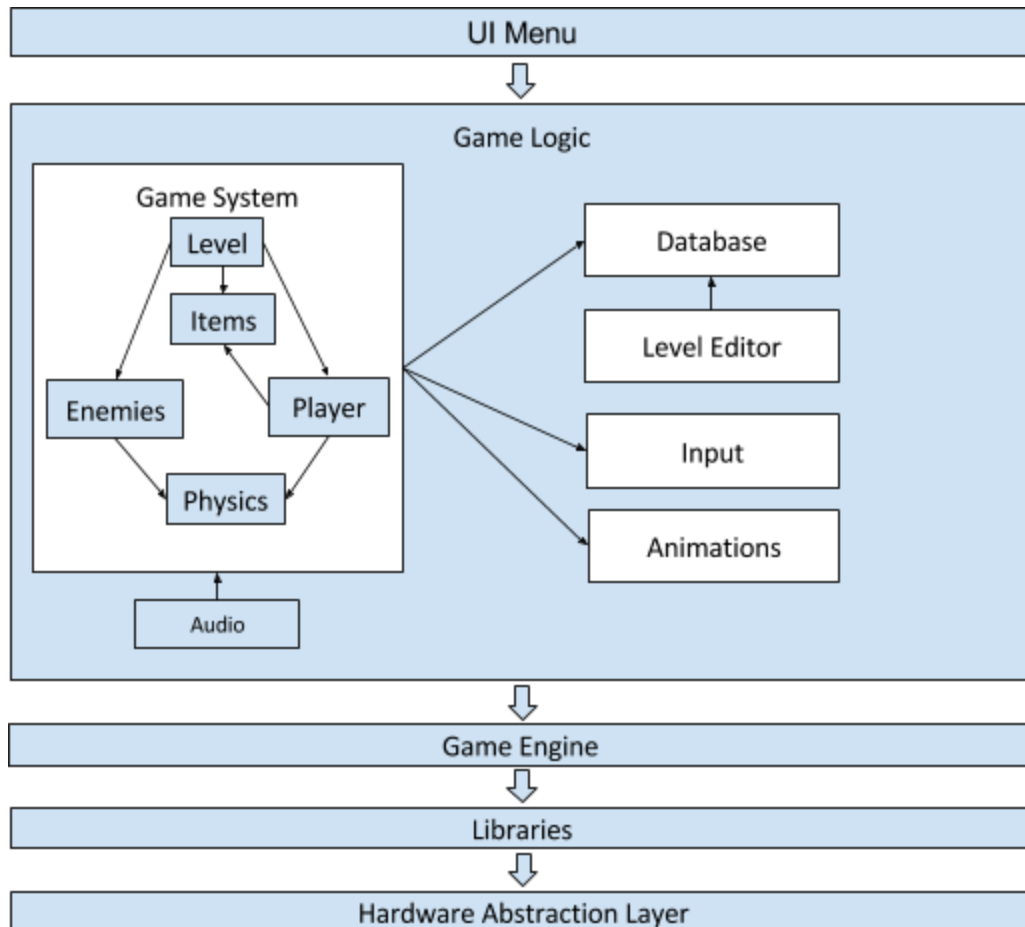 UI Menu
Game Logic
Game System
Level
Items
Enemies
Player
Physics
Audio
Database
Level Editor
Input
Animations
Game Engine
Libraries
Hardware Abstraction Layer